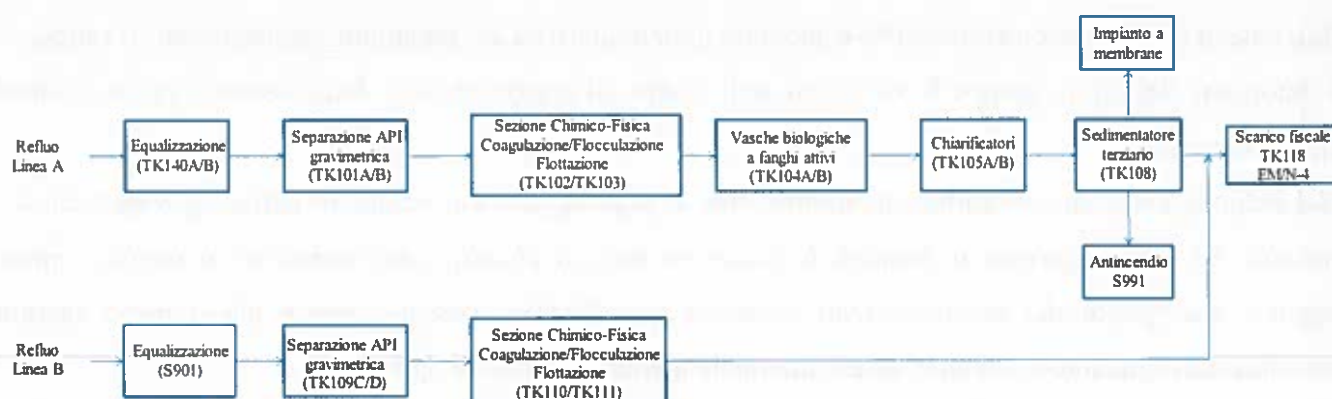 Impianto a
membrane
Refluo
Linea A
Equalizzazione
(TK140A/B)
Separazione API
gravimetrica
(TK101A/B)
Sezione Chimico-Fisica
Coagulazione/Flocculazione
Flottazione
(TK102/TK103)
Vasche biologiche
a fanghi attivi
(TK104A/B)
Chiarificatori
(TK105A/B)
Sedimentatore
terziario
(TK108)
Scarico fiscale
TK118
EM/N-4
Antincendio
S991
Refluo
Linea B
Equalizzazione
(S901)
Separazione API
gravimetrica
(TK109C/D)
Sezione Chimico-Fisica
Coagulazione/Flocculazione
Flottazione
(TK110/TK111)